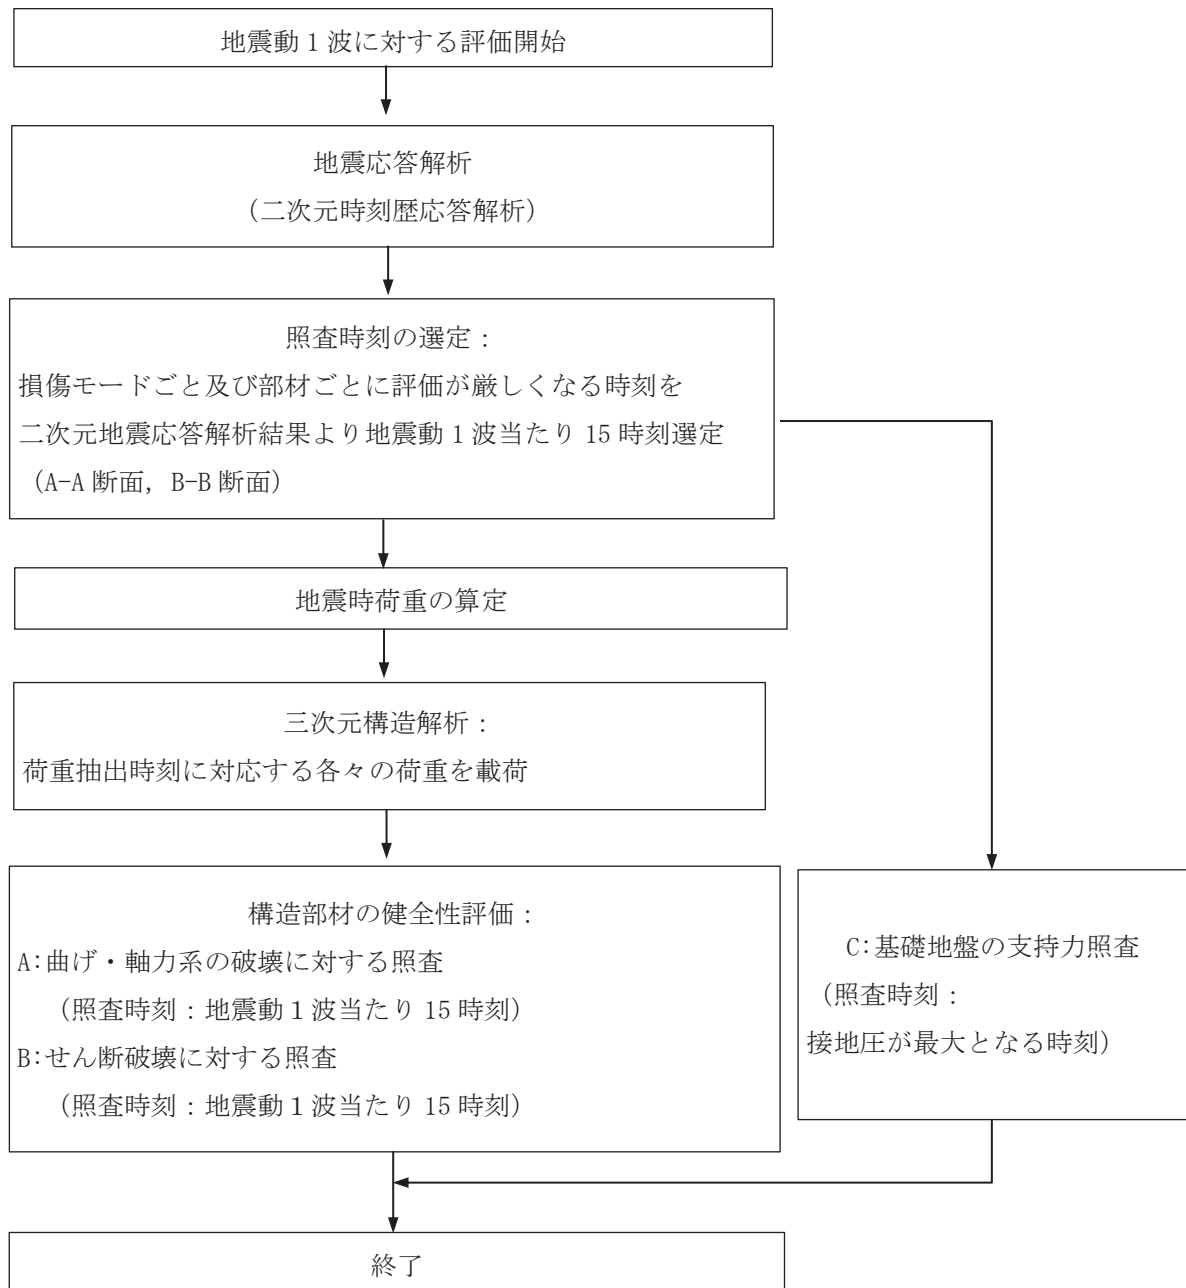 地震動 1 波に対する評価開始
地震応答解析
(二次元時刻歴応答解析)
照査時刻の選定：
損傷モードごと及び部材ごとに評価が厳しくなる時刻を
二次元地震応答解析結果より地震動 1 波当たり 15 時刻選定
(A-A 断面, B-B 断面)
地震時荷重の算定
三次元構造解析：
荷重抽出時刻に対応する各々の荷重を載荷
構造部材の健全性評価：
A:曲げ・軸力系の破壊に対する照査
(照査時刻：地震動１波当たり 15 時刻)
B:せん断破壊に対する照査
(照査時刻：地震動１波当たり 15 時刻)
C:基礎地盤の支持力照査
(照査時刻：
接地圧が最大となる時刻)
終了